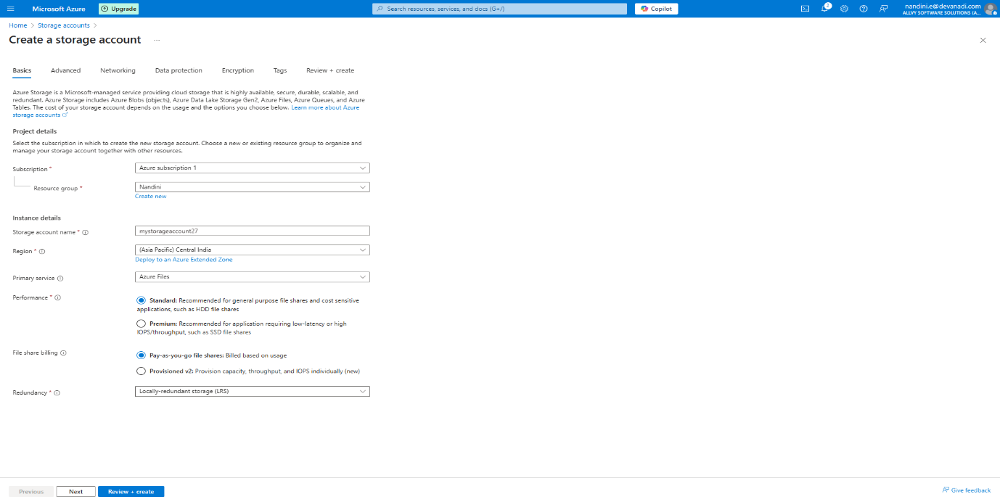 Microsoft Azure
Upgrade
Search resources, services, and docs (G+/)
Copilot
2
nandini.e@devanadi.com
ALLVY SOFTWARE SOLUTIONS (A...
Home > Storage accounts >
Create a storage account ...
Basics Advanced Networking Data protection Encryption Tags Review + create
Azure Storage is a Microsoft-managed service providing cloud storage that is highly available, secure, durable, scalable, and
redundant. Azure Storage includes Azure Blobs (objects), Azure Data Lake Storage Gen2, Azure Files, Azure Queues, and Azure
Tables. The cost of your storage account depends on the usage and the options you choose below. Learn more about Azure
storage accounts
Project details
Select the subscription in which to create the new storage account. Choose a new or existing resource group to organize and
manage your storage account together with other resources.
Subscription *
Azure subscription 1
Resource group *
Nandini
Create new
Instance details
Storage account name *
mystorageaccount27
Region *
(Asia Pacific) Central India
Deploy to an Azure Extended Zone
Primary service
Azure Files
Performance *
Standard: Recommended for general purpose file shares and cost sensitive
applications, such as HDD file shares
Premium: Recommended for application requiring low-latency or high
IOPS/throughput, such as SSD file shares
File share billing
Pay-as-you-go file shares: Billed based on usage
Provisioned v2: Provision capacity, throughput, and IOPS individually (new)
Redundancy *
Locally-redundant storage (LRS)
Previous
Next
Review + create
Give feedback